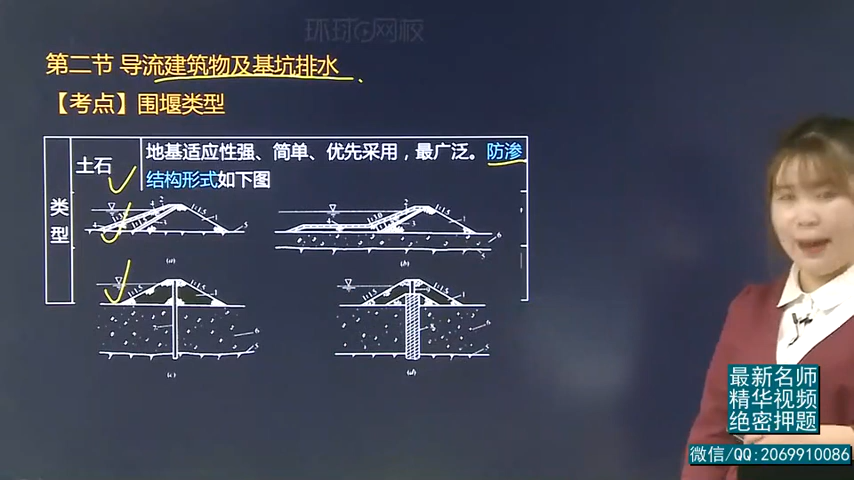 环球网校
第二节 导流建筑物及基坑排水
【考点】围堰类型
类型
土石
地基适应性强、简单、优先采用，最广泛。防渗
结构形式如下图
(a)
(b)
(c)
(d)
最新名师
精华视频
绝密押题
微信/QQ:2069910086